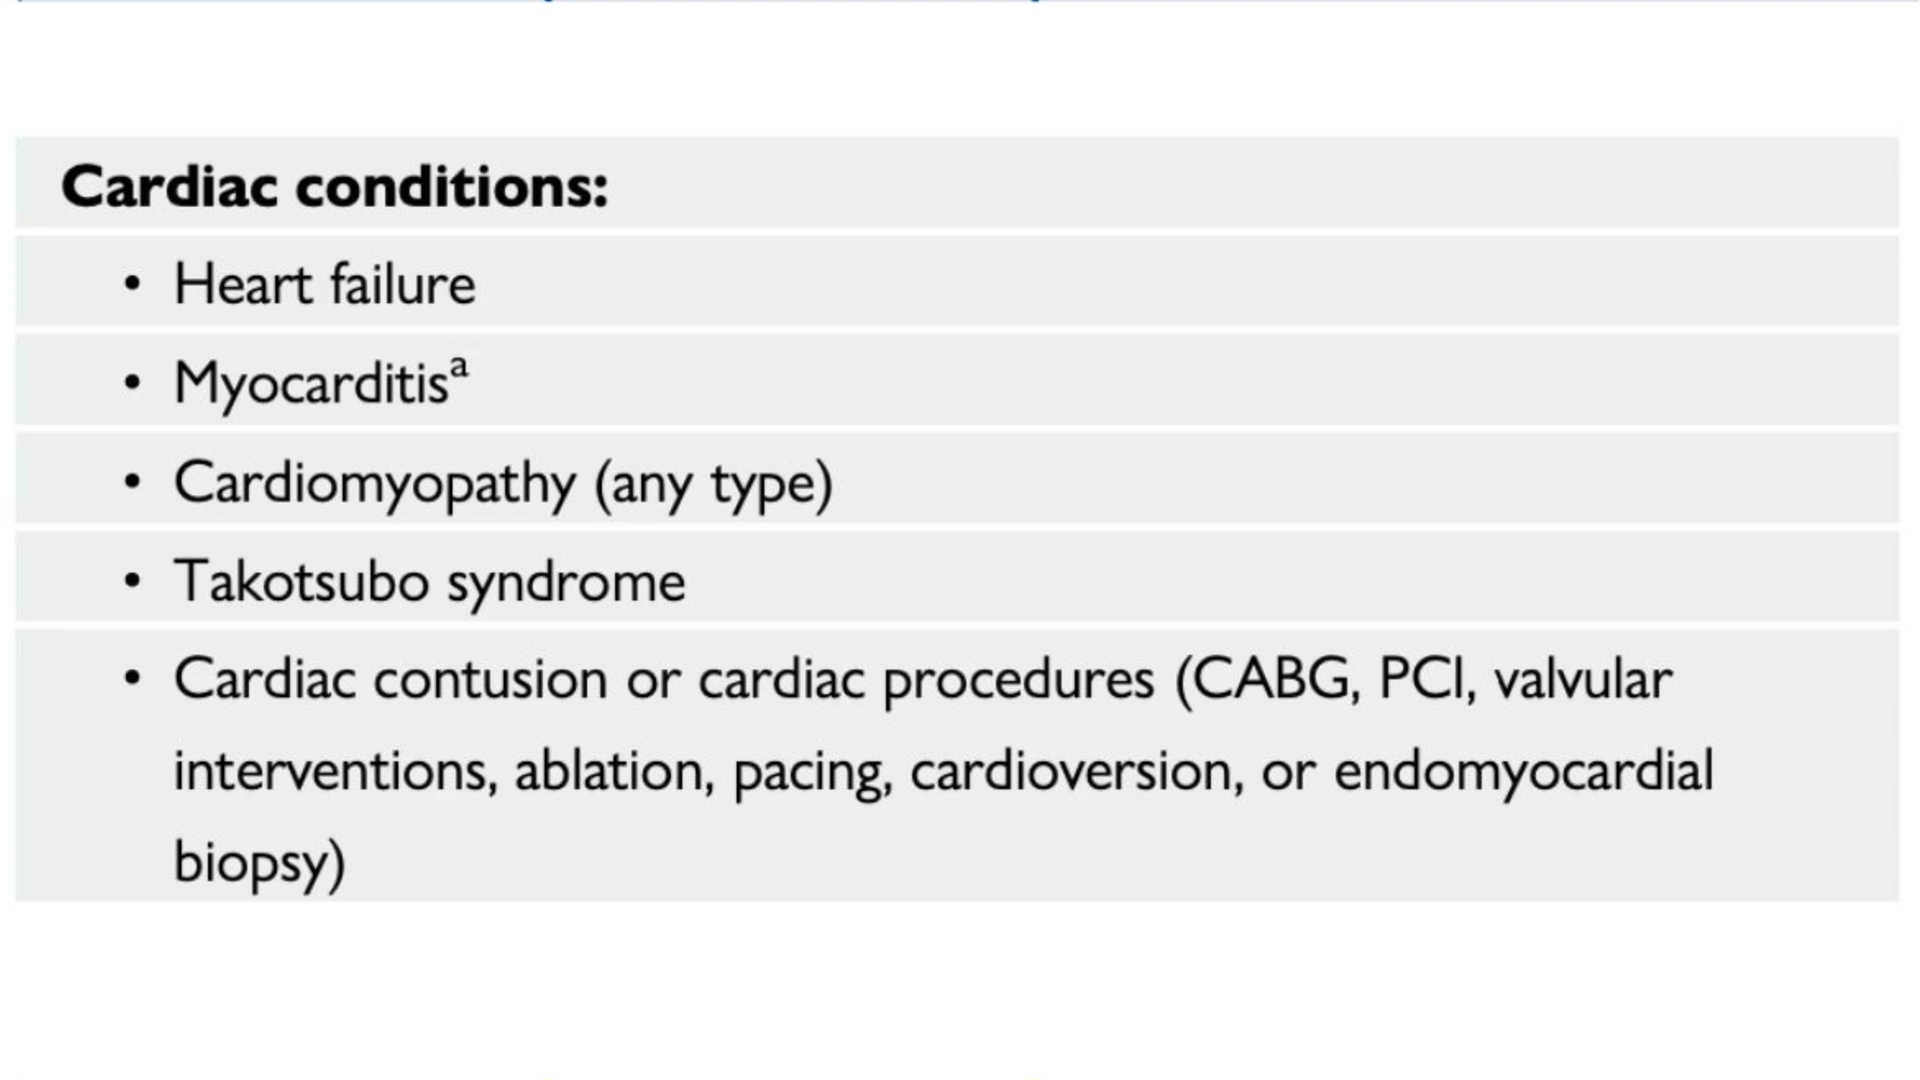 Cardiac conditions:
• Heart failure
• Myocarditisᵃ
• Cardiomyopathy (any type)
• Takotsubo syndrome
• Cardiac contusion or cardiac procedures (CABG, PCI, valvular
interventions, ablation, pacing, cardioversion, or endomyocardial
biopsy)